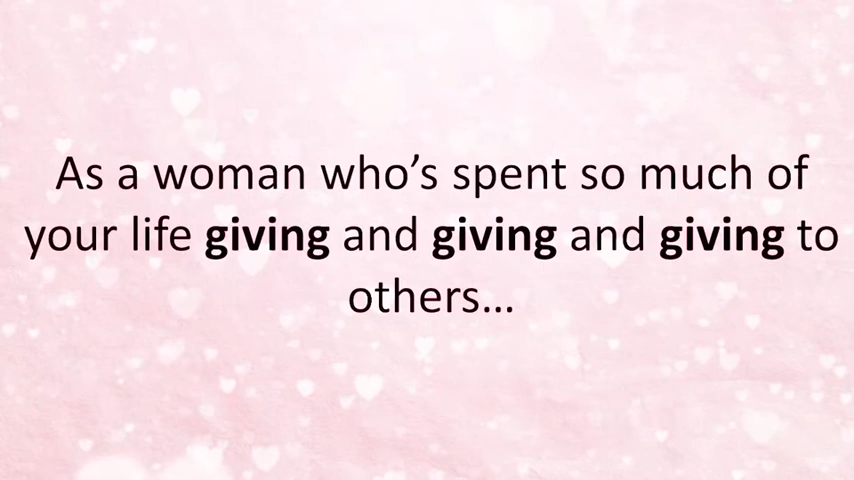 As a woman who’s spent so much of
your life giving and giving and giving to
others...